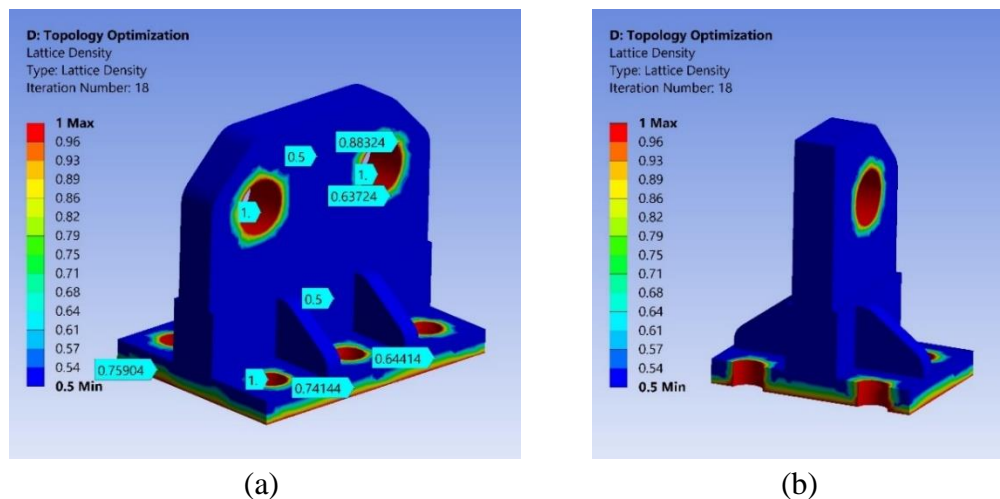 D: Topology Optimization
Lattice Density
Type: Lattice Density
Iteration Number: 18
1 Max
0.96
0.93
0.89
0.86
0.82
0.79
0.75
0.71
0.68
0.64
0.61
0.57
0.54
0.5 Min
0.88324
0.5
1.
0.63724
1.
0.5
0.75904
0.64414
1.
0.74144
(a)
D: Topology Optimization
Lattice Density
Type: Lattice Density
Iteration Number: 18
1 Max
0.96
0.93
0.89
0.86
0.82
0.79
0.75
0.71
0.68
0.64
0.61
0.57
0.54
0.5 Min
(b)